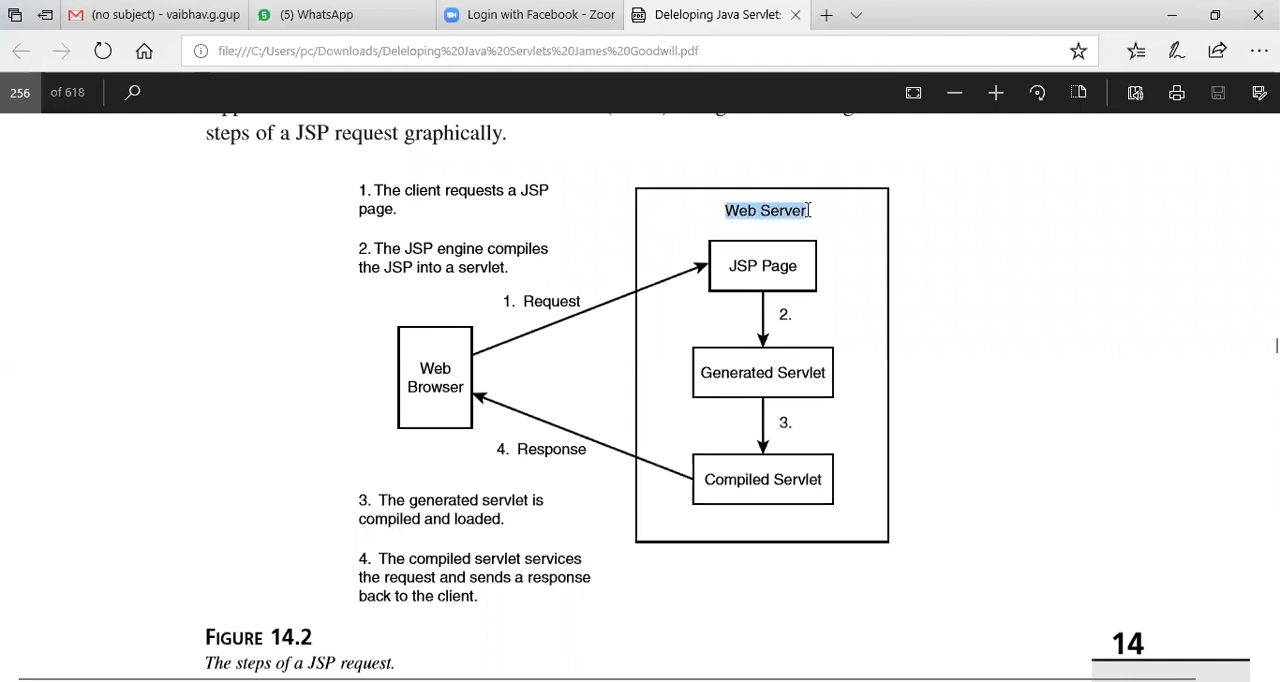 (no subject) - vaibhav.g.gup
(5) WhatsApp
Login with Facebook - Zoor
Deleloping Java Servlet:
file:///C:/Users/pc/Downloads/Deleloping%20Java%20Servlets%20James%20Goodwill.pdf
256 of 618
steps of a JSP request graphically.
1. The client requests a JSP
page.
2. The JSP engine compiles
the JSP into a servlet.
Web Server
JSP Page
1. Request
2.
Web
Browser
Generated Servlet
3.
4. Response
Compiled Servlet
3. The generated servlet is
compiled and loaded.
4. The compiled servlet services
the request and sends a response
back to the client.
FIGURE 14.2
The steps of a JSP request.
14